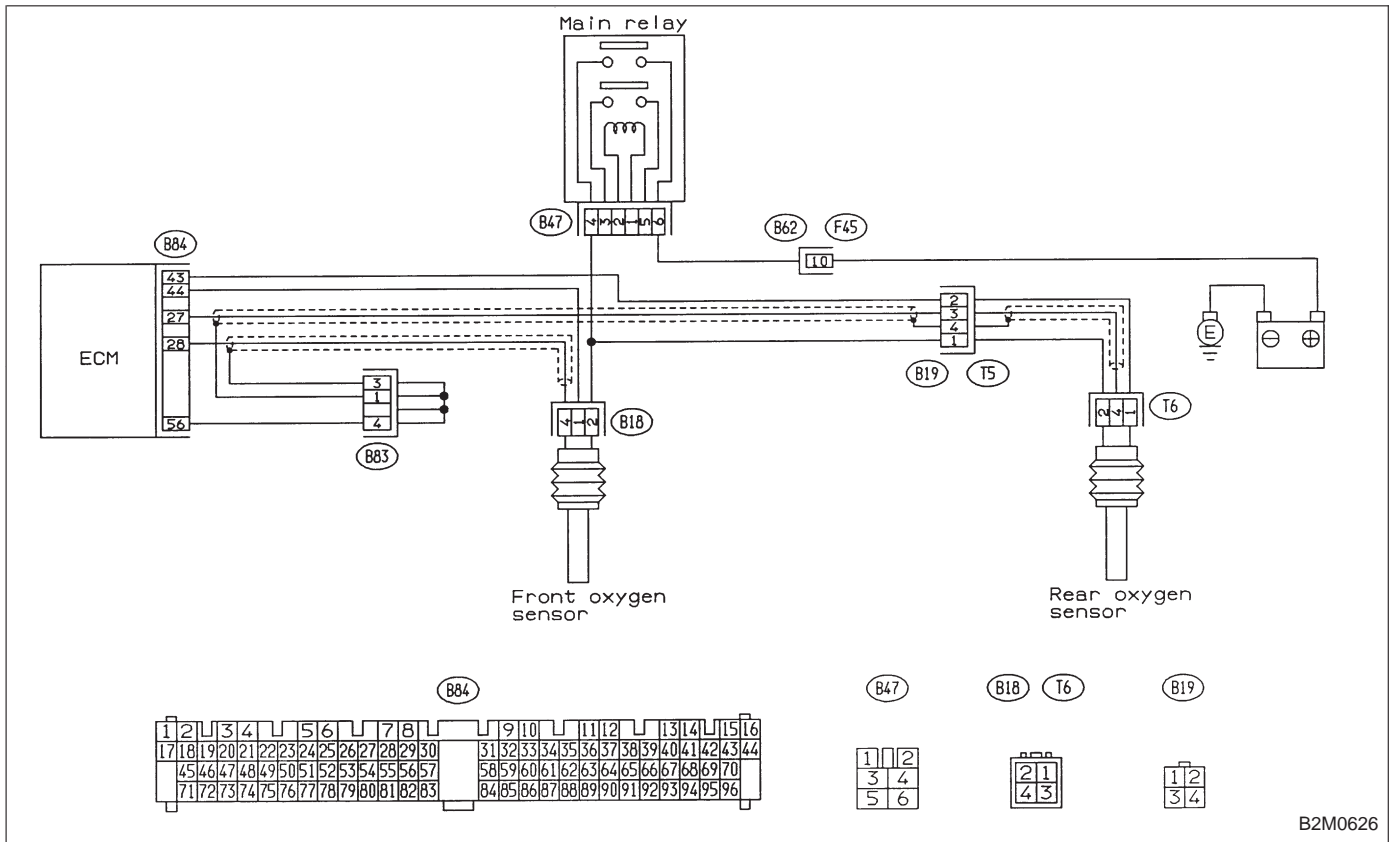 Main relay
B47
4 3 2 1 5 6
B62 F45
10
B84
43
44
27
28
56
ECM
2
3
4
1
E
⊖ ⊕
B19 T5
3
1
4
B83
4 1 2
B18
2 4 1
T6
Front oxygen
sensor
Rear oxygen
sensor
B84
1 2 3 4 5 6 7 8 9 10 11 12 13 14 15 16
17 18 19 20 21 22 23 24 25 26 27 28 29 30 31 32 33 34 35 36 37 38 39 40 41 42 43 44
45 46 47 48 49 50 51 52 53 54 55 56 57 58 59 60 61 62 63 64 65 66 67 68 69 70
71 72 73 74 75 76 77 78 79 80 81 82 83 84 85 86 87 88 89 90 91 92 93 94 95 96
B47
1 2
3 4
5 6
B18 T6
2 1
4 3
B19
1 2
3 4
B2M0626